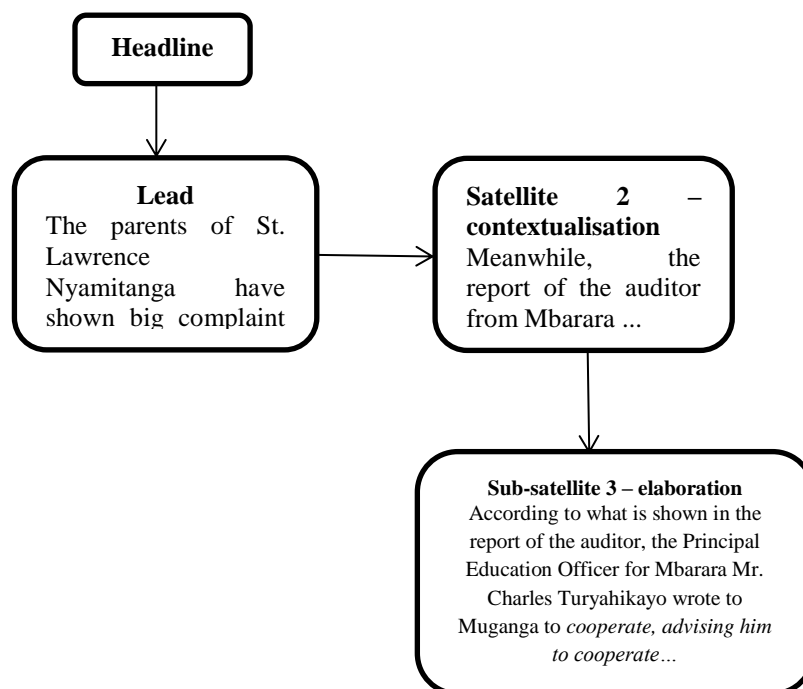 Headline
Lead
The parents of St.
Lawrence
Nyamitanga have
shown big complaint
Satellite 2 –
contextualisation
Meanwhile, the
report of the auditor
from Mbarara ...
Sub-satellite 3 – elaboration
According to what is shown in the
report of the auditor, the Principal
Education Officer for Mbarara Mr.
Charles Turyahikayo wrote to
Muganga to cooperate, advising him
to cooperate…